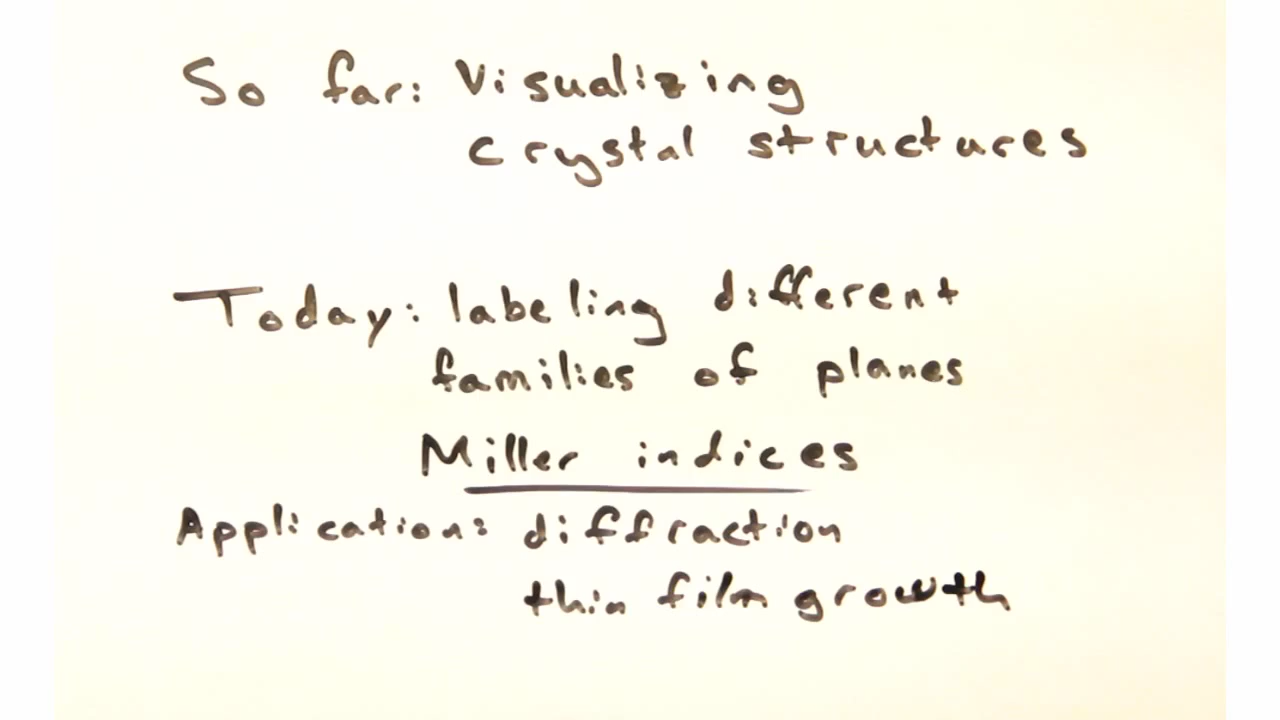 So far: Visualizing
crystal structures
Today: labeling different
families of planes
Miller indices
Application: diffraction
thin film growth